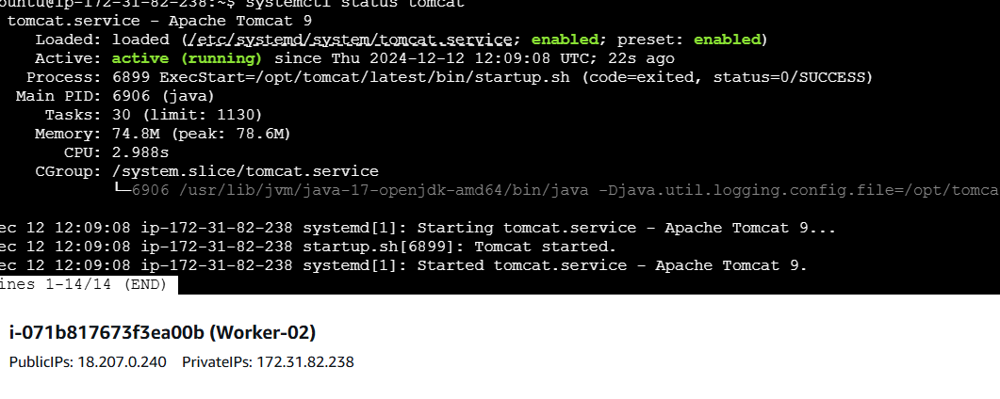 ubuntu@ip-172-31-82-238:~$ systemctl status tomcat
tomcat.service - Apache Tomcat 9
Loaded: loaded (/etc/systemd/system/tomcat.service; enabled; preset: enabled)
Active: active (running) since Thu 2024-12-12 12:09:08 UTC; 22s ago
Process: 6899 ExecStart=/opt/tomcat/latest/bin/startup.sh (code=exited, status=0/SUCCESS)
Main PID: 6906 (java)
Tasks: 30 (limit: 1130)
Memory: 74.8M (peak: 78.6M)
CPU: 2.988s
CGroup: /system.slice/tomcat.service
└─6906 /usr/lib/jvm/java-17-openjdk-amd64/bin/java -Djava.util.logging.config.file=/opt/tomca
ec 12 12:09:08 ip-172-31-82-238 systemd[1]: Starting tomcat.service - Apache Tomcat 9...
ec 12 12:09:08 ip-172-31-82-238 startup.sh[6899]: Tomcat started.
ec 12 12:09:08 ip-172-31-82-238 systemd[1]: Started tomcat.service - Apache Tomcat 9.
ines 1-14/14 (END)
i-071b817673f3ea00b (Worker-02)
PublicIPs: 18.207.0.240 PrivateIPs: 172.31.82.238